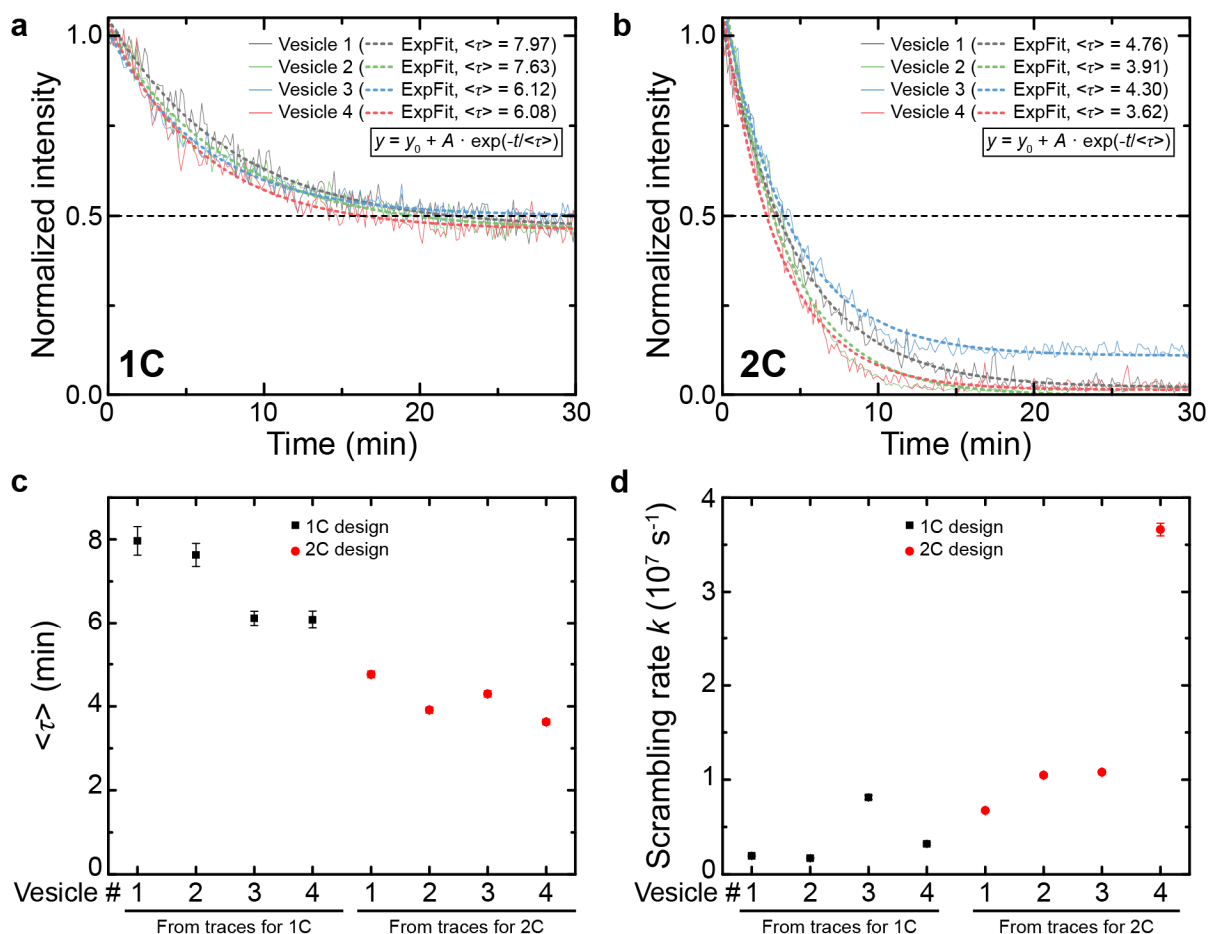 a
1.0
0.5
0.0
Normalized intensity
Vesicle 1 ( ExpFit, <τ> = 7.97)
Vesicle 2 ( ExpFit, <τ> = 7.63)
Vesicle 3 ( ExpFit, <τ> = 6.12)
Vesicle 4 ( ExpFit, <τ> = 6.08)
y = y₀ + A · exp(-t/<τ>)
1C
0 10 20 30
Time (min)
b
1.0
0.5
0.0
Normalized intensity
Vesicle 1 ( ExpFit, <τ> = 4.76)
Vesicle 2 ( ExpFit, <τ> = 3.91)
Vesicle 3 ( ExpFit, <τ> = 4.30)
Vesicle 4 ( ExpFit, <τ> = 3.62)
y = y₀ + A · exp(-t/<τ>)
2C
0 10 20 30
Time (min)
c
8
6
4
2
0
<τ> (min)
1C design
2C design
Vesicle # 1 2 3 4 1 2 3 4
From traces for 1C From traces for 2C
d
4
3
2
1
0
Scrambling rate k (10⁷ s⁻¹)
1C design
2C design
Vesicle # 1 2 3 4 1 2 3 4
From traces for 1C From traces for 2C